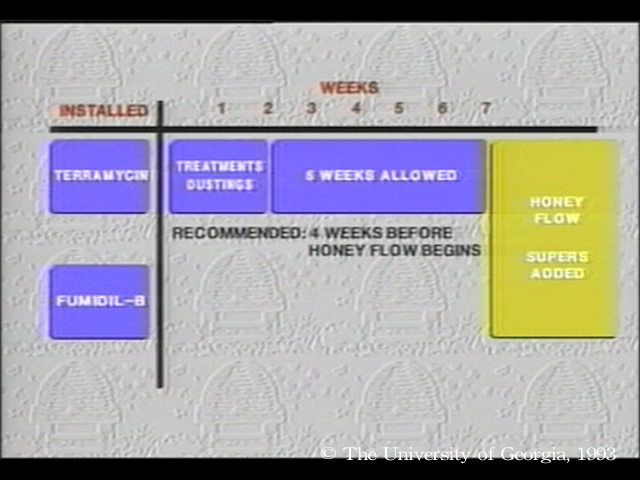 WEEKS
INSTALLED 1 2 3 4 5 6 7
TERRAMYCIN
TREATMENTS
DUSTINGS
5 WEEKS ALLOWED
HONEY
FLOW
RECOMMENDED: 4 WEEKS BEFORE
HONEY FLOW BEGINS
SUPERS
ADDED
FUMIDIL-B
© The University of Georgia, 1993